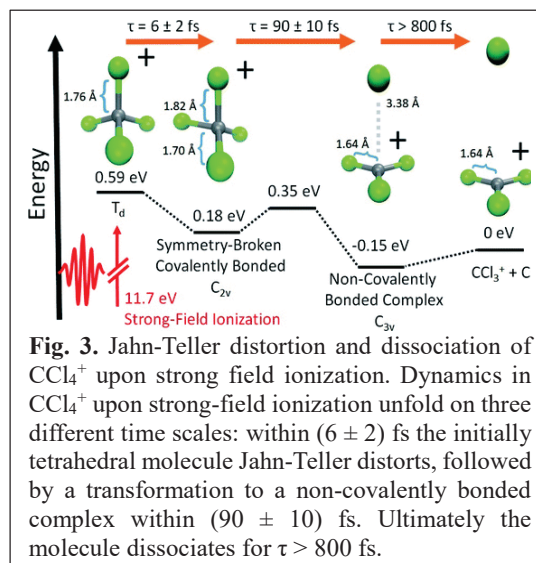 τ = 6 ± 2 fs τ = 90 ± 10 fs τ > 800 fs
+ + + +
1.76 Å 1.82 Å 1.70 Å 3.38 Å 1.64 Å 1.64 Å
Energy
0.59 eV 0.18 eV 0.35 eV -0.15 eV 0 eV
T_d
Symmetry-Broken
Covalently Bonded
C₂ᵥ
Non-Covalently
Bonded Complex
C₃ᵥ
CCl₃⁺ + C
11.7 eV
Strong-Field Ionization
Fig. 3. Jahn-Teller distortion and dissociation of
CCl₄⁺ upon strong field ionization. Dynamics in
CCl₄⁺ upon strong-field ionization unfold on three
different time scales: within (6 ± 2) fs the initially
tetrahedral molecule Jahn-Teller distorts, followed
by a transformation to a non-covalently bonded
complex within (90 ± 10) fs. Ultimately the
molecule dissociates for τ > 800 fs.